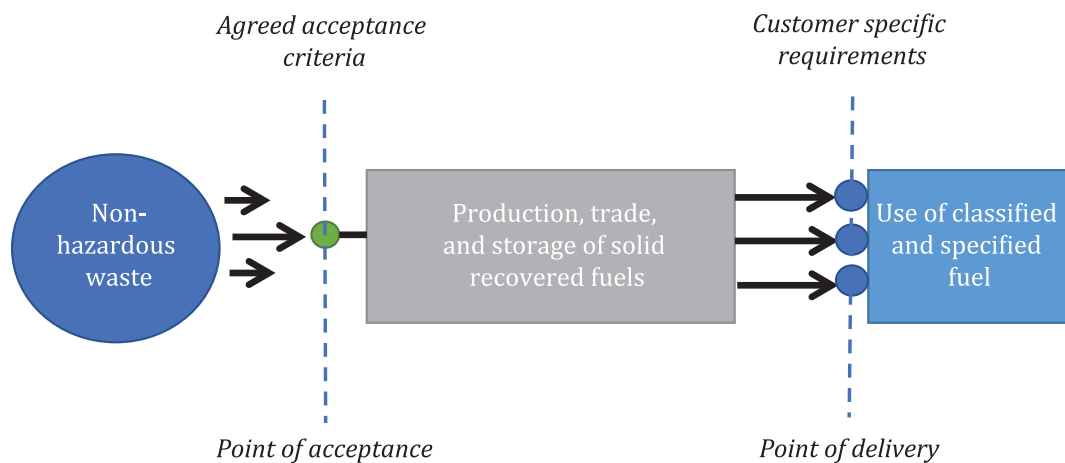 Agreed acceptance
criteria
Customer specific
requirements
Non-
hazardous
waste
Production, trade,
and storage of solid
recovered fuels
Use of classified
and specified
fuel
Point of acceptance
Point of delivery